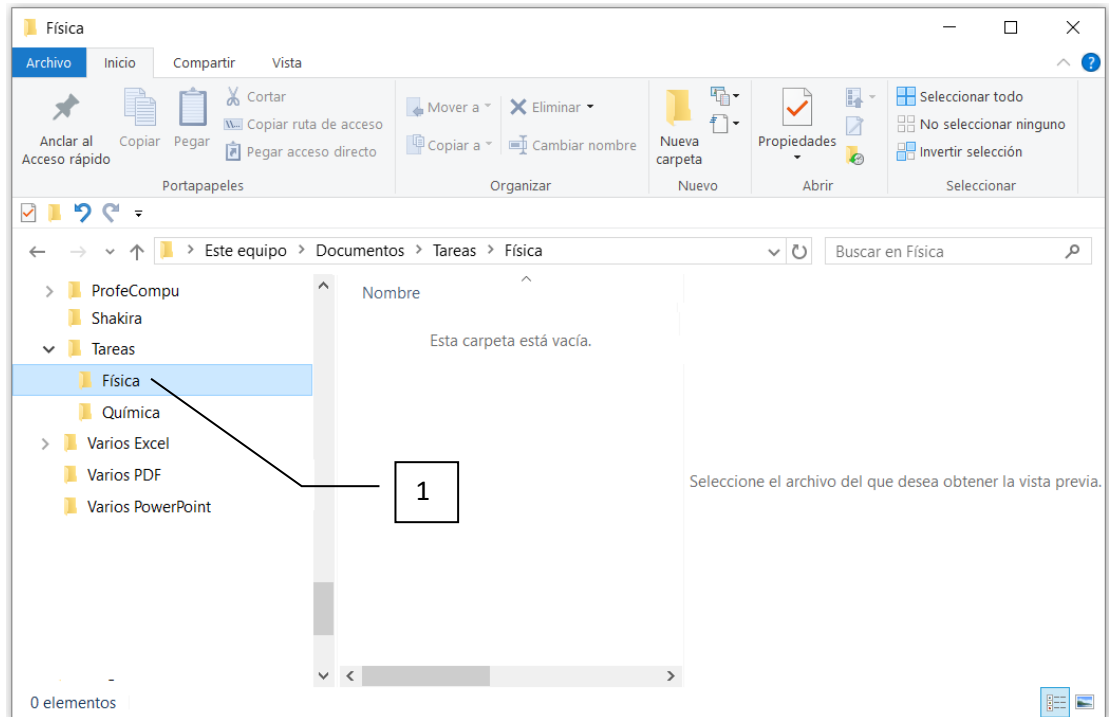 Física
Archivo Inicio Compartir Vista
Anclar al Acceso rápido
Copiar
Pegar
Cortar
Copiar ruta de acceso
Pegar acceso directo
Portapapeles
Mover a
Copiar a
Eliminar
Cambiar nombre
Organizar
Nueva carpeta
Nuevo
Propiedades
Abrir
Seleccionar todo
No seleccionar ninguno
Invertir selección
Seleccionar
Este equipo > Documentos > Tareas > Física
Buscar en Física
ProfeCompu
Shakira
Tareas
Física
Química
Varios Excel
Varios PDF
Varios PowerPoint
Nombre
Esta carpeta está vacía.
1
Seleccione el archivo del que desea obtener la vista previa.
0 elementos